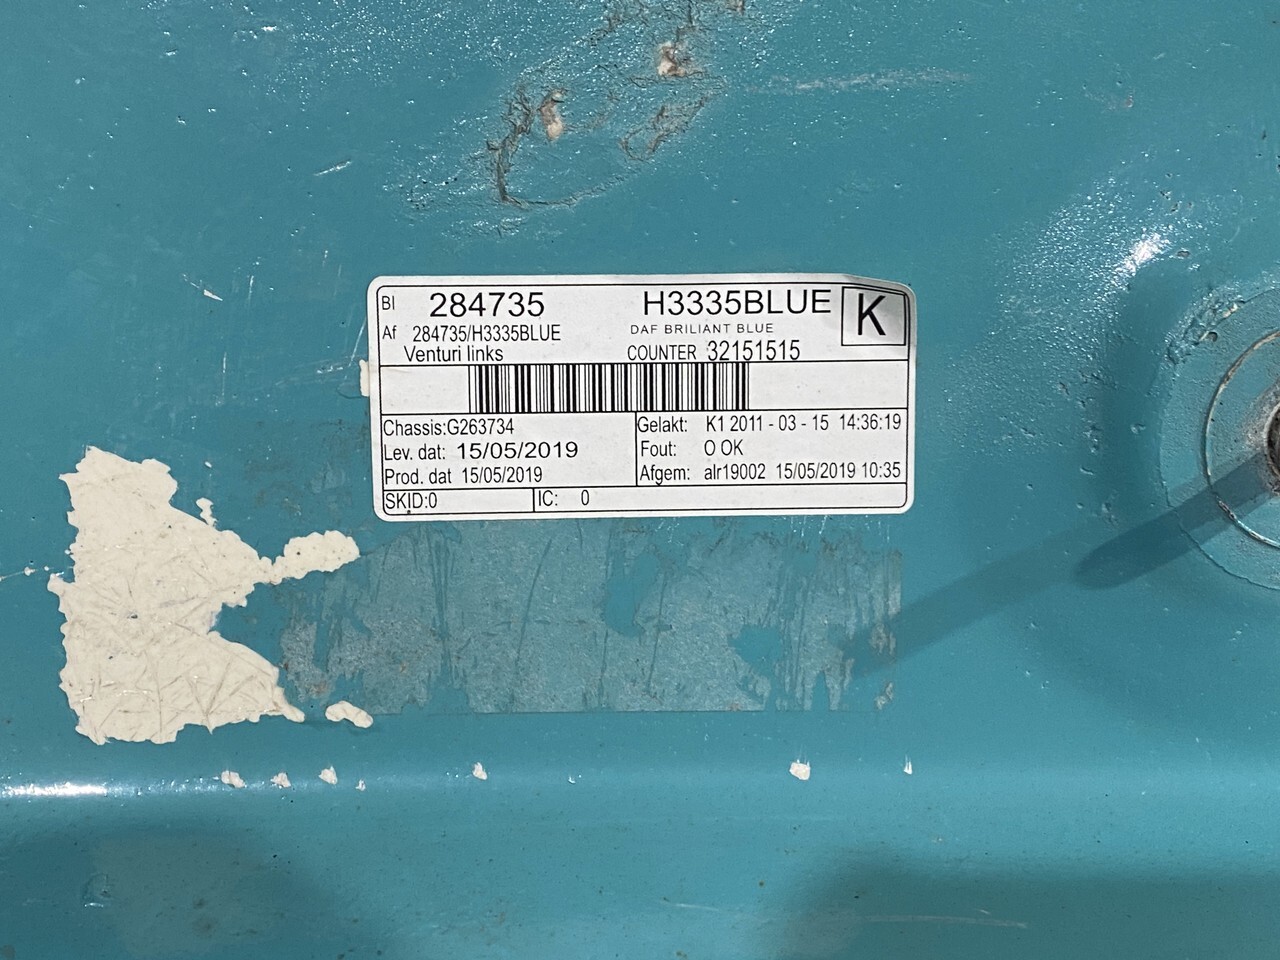 Bl 284735 H3335BLUE K
Af 284735/H3335BLUE DAF BRILIANT BLUE
Venturi links COUNTER 32151515
Chassis:G263734 Gelakt: K1 2011 - 03 - 15 14:36:19
Lev. dat: 15/05/2019 Fout: O OK
Prod. dat 15/05/2019 Afgem: alr19002 15/05/2019 10:35
SKID:0 IC: 0